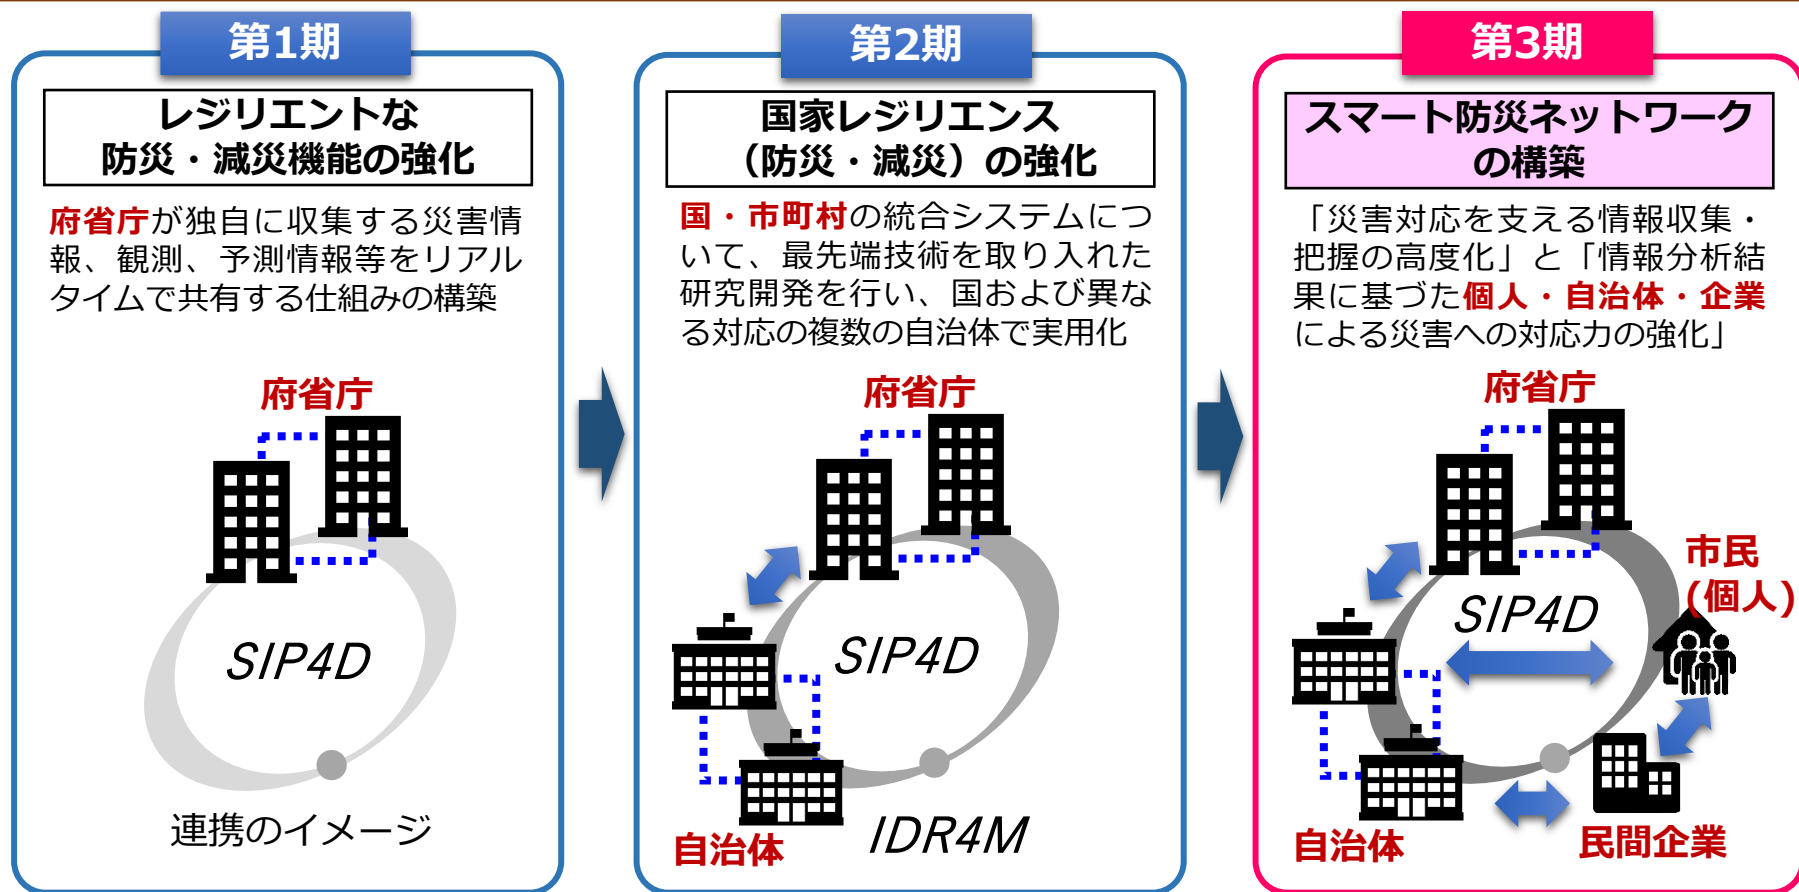 第1期
レジリエントな
防災・減災機能の強化
府省庁が独自に収集する災害情
報、観測、予測情報等をリアル
タイムで共有する仕組みの構築
府省庁
SIP4D
連携のイメージ
第2期
国家レジリエンス
（防災・減災）の強化
国・市町村の統合システムにつ
いて、最先端技術を取り入れた
研究開発を行い、国および異な
る対応の複数の自治体で実用化
府省庁
SIP4D
自治体
IDR4M
第3期
スマート防災ネットワーク
の構築
「災害対応を支える情報収集・
把握の高度化」と「情報分析結
果に基づた個人・自治体・企業
による災害への対応力の強化」
府省庁
市民
(個人)
SIP4D
自治体
民間企業